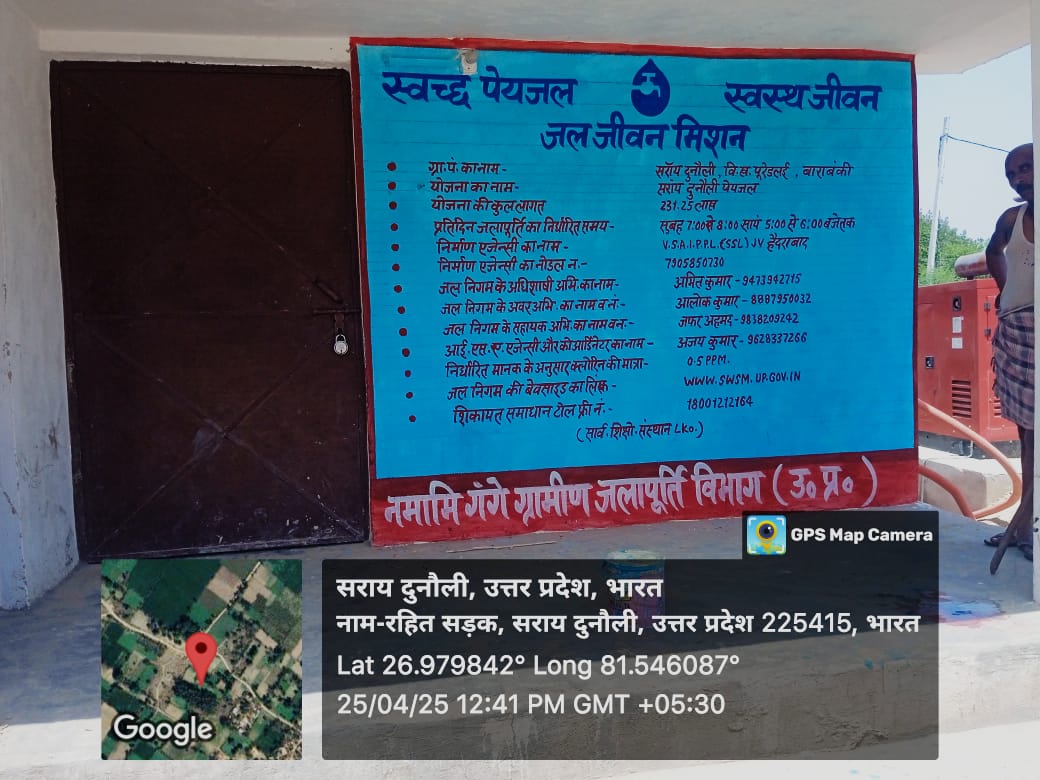 स्वच्छ पेयजल स्वस्थ जीवन
जल जीवन मिशन
ग्रा.पं. का नाम - सरॉय दुनौली, वि.ख. पूरेडलई, बाराबंकी
योजना का नाम - सरॉय दुनौली पेयजल
योजना की कुल लागत 231.25 लाख
प्रतिदिन जलापूर्ति का निर्धारित समय - सुबह 7:00 से 8:00 सायं 5:00 से 6:00 बजे तक
निर्माण एजेन्सी का नाम - V.S.A.I.P.P.L.(SSL) JV हैदराबाद
निर्माण एजेन्सी का नोडल न. - 7905850730
जल निगम के अधिशाषी अभि. का नाम - अमित कुमार - 9473942715
जल निगम के अवर अभि. का नाम व नं. - आलोक कुमार - 8887950032
जल निगम के सहायक अभि. का नाम व न. - जफर अहमद - 9838209242
आई.एस.ए. एजेन्सी और कोआर्डिनेटर का नाम - अजय कुमार - 9628337266
निर्धारित मानक के अनुसार क्लोरिन की मात्रा - 0.5 PPM.
जल निगम की बेवसाइड का लिंक - WWW.SWSM.UP.GOV.IN
शिकायत समाधान टोल फ्री नं. - 18001212164
(सार्व. शिक्षो. संस्थान LKO.)
नमामि गंगे ग्रामीण जलापूर्ति विभाग (उ० प्र०)
GPS Map Camera
सराय दुनौली, उत्तर प्रदेश, भारत
नाम-रहित सड़क, सराय दुनौली, उत्तर प्रदेश 225415, भारत
Lat 26.979842° Long 81.546087°
25/04/25 12:41 PM GMT +05:30
Google